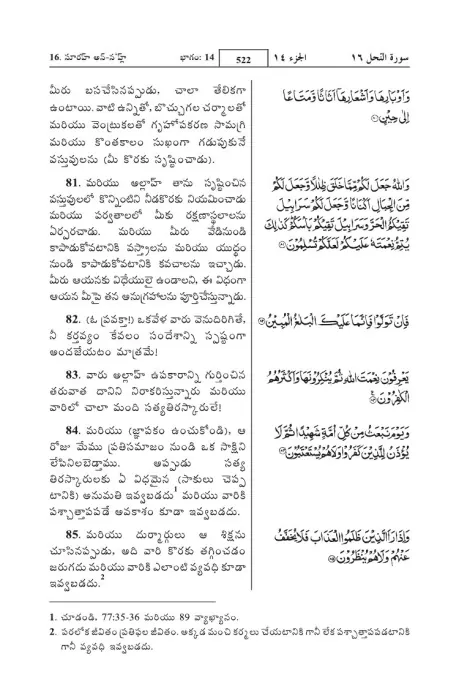 16. సూరహ్ అన్-న'హ్ల్ భాగం: 14 522 الجزء ١٤ سورة النحل ١٦
మీరు బసచేసినప్పుడు, చాలా తేలికగా
ఉంటాయి. వాటి ఉన్నితో, బొచ్చుగల చర్మాలతో
మరియు వెంట్రుకలతో గృహోపకరణ సామగ్రి
మరియు కొంతకాలం సుఖంగా గడుపుకునే
వస్తువులను (మీ కొరకు సృష్టించాడు).
وَأَوْبَارِهَا وَأَشْعَارِهَا أَثَاثًا وَمَتَاعًا
إِلَىٰ حِينٍ ۝
81. మరియు అల్లాహ్ తాను సృష్టించిన
వస్తువులలో కొన్నింటిని నీడకొరకు నియమించాడు
మరియు పర్వతాలలో మీకు రక్షణాస్థలాలను
ఏర్పరచాడు. మరియు మీరు వేడినుండి
కాపాడుకోవటానికి వస్త్రాలను మరియు యుద్ధం
నుండి కాపాడుకోవటానికి కవచాలను ఇచ్చాడు.
మీరు ఆయనకు విధేయులై ఉండాలని, ఈ విధంగా
ఆయన మీపై తన అనుగ్రహాలను పూర్తిచేస్తున్నాడు.
وَاللَّهُ جَعَلَ لَكُمْ مِمَّا خَلَقَ ظِلَالًا وَجَعَلَ لَكُمْ
مِنَ الْجِبَالِ أَكْنَانًا وَجَعَلَ لَكُمْ سَرَابِيلَ
تَقِيكُمُ الْحَرَّ وَسَرَابِيلَ تَقِيكُمْ بَأْسَكُمْ كَذَٰلِكَ
يُتِمُّ نِعْمَتَهُ عَلَيْكُمْ لَعَلَّكُمْ تُسْلِمُونَ ۝
82. (ఓ ప్రవక్తా!) ఒకవేళ వారు వెనుదిరిగితే,
నీ కర్తవ్యం కేవలం సందేశాన్ని స్పష్టంగా
అందజేయటం మాత్రమే!
فَإِنْ تَوَلَّوْا فَإِنَّمَا عَلَيْكَ الْبَلَاغُ الْمُبِينُ ۝
83. వారు అల్లాహ్ ఉపకారాన్ని గుర్తించిన
తరువాత దానిని నిరాకరిస్తున్నారు మరియు
వారిలో చాలా మంది సత్యతిరస్కారులే!
يَعْرِفُونَ نِعْمَتَ اللَّهِ ثُمَّ يُنْكِرُونَهَا وَأَكْثَرُهُمُ
الْكَافِرُونَ ۝
84. మరియు (జ్ఞాపకం ఉంచుకోండి), ఆ
రోజు మేము ప్రతిసమాజం నుండి ఒక సాక్షిని
లేపినిలబెడ్తాము. అప్పుడు సత్య
తిరస్కారులకు ఏ విధమైన (సాకులు చెప్ప
టానికి) అనుమతి ఇవ్వబడదు1 మరియు వారికి
పశ్చాత్తాపపడే అవకాశం కూడా ఇవ్వబడదు.
وَيَوْمَ نَبْعَثُ مِنْ كُلِّ أُمَّةٍ شَهِيدًا ثُمَّ لَا
يُؤْذَنُ لِلَّذِينَ كَفَرُوا وَلَا هُمْ يُسْتَعْتَبُونَ ۝
85. మరియు దుర్మార్గులు ఆ శిక్షను
చూసినప్పుడు, అది వారి కొరకు తగ్గించడం
జరుగదు మరియు వారికి ఎలాంటి వ్యవధి కూడా
ఇవ్వబడదు.2
وَإِذَا رَأَى الَّذِينَ ظَلَمُوا الْعَذَابَ فَلَا يُخَفَّفُ
عَنْهُمْ وَلَا هُمْ يُنْظَرُونَ ۝
1. చూడండి, 77:35-36 మరియు 89 వ్యాఖ్యానం.
2. పరలోక జీవితం ప్రతిఫల జీవితం. అక్కడ మంచి కర్మలు చేయటానికి గానీ లేక పశ్చాత్తాపపడటానికి
గానీ వ్యవధి ఇవ్వబడదు.